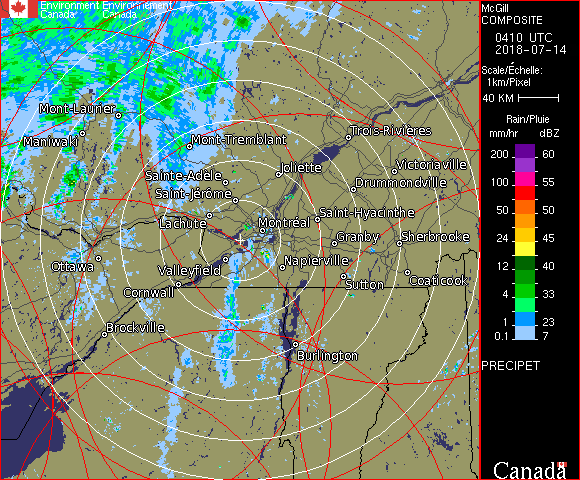 Environment Environnement
Canada Canada
McGill
COMPOSITE
0410 UTC
2018-07-14
Scale/Échelle:
1km/Pixel
40 KM
Rain/Pluie
mm/hr dBZ
200 60
100 55
50 50
24 45
12 40
4 33
1 23
0.1 7
PRECIPET
Canada
Mont-Laurier
Maniwaki
Mont-Tremblant
Trois-Rivières
Joliette
Victoriaville
Sainte-Adèle
Drummondville
Saint-Jérôme
Lachute
Saint-Hyacinthe
Montréal
Granby
Sherbrooke
Ottawa
Valleyfield
Napierville
Cornwall
Sutton
Coaticook
Brockville
Burlington